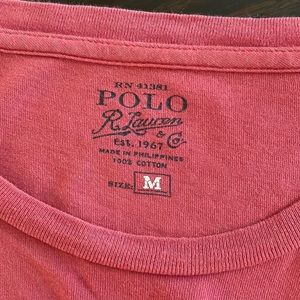 RN 41381
POLO
R. Lauren
& Co
Est. 1967
MADE IN PHILIPPINES
100% COTTON
SIZE: M